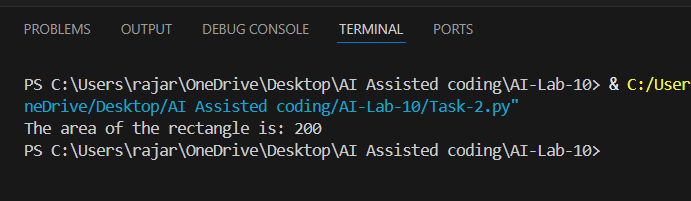 PROBLEMS OUTPUT DEBUG CONSOLE TERMINAL PORTS
PS C:\Users\rajar\OneDrive\Desktop\AI Assisted coding\AI-Lab-10> & C:/User
neDrive/Desktop/AI Assisted coding/AI-Lab-10/Task-2.py"
The area of the rectangle is: 200
PS C:\Users\rajar\OneDrive\Desktop\AI Assisted coding\AI-Lab-10>